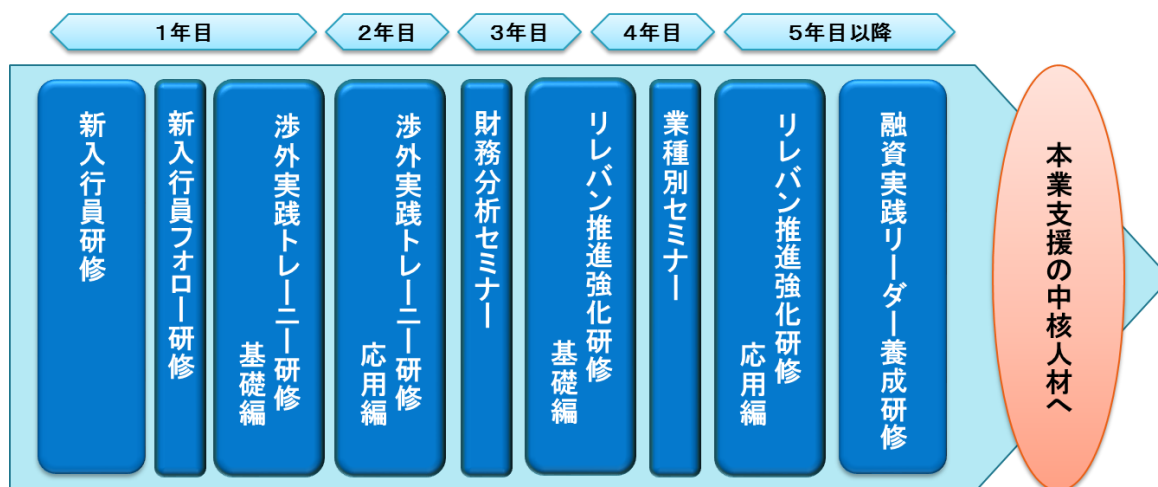 1年目
2年目
3年目
4年目
5年目以降
新入行員研修
新入行員フォロー研修
渉外実践トレーニー研修
基礎編
渉外実践トレーニー研修
応用編
財務分析セミナー
リレバン推進強化研修
基礎編
業種別セミナー
リレバン推進強化研修
応用編
融資実践リーダー養成研修
本業支援の中核人材へ